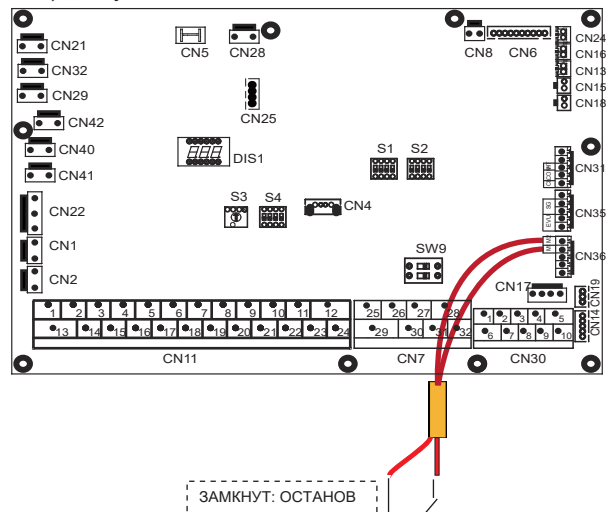 CN21
CN5
CN28
CN8
CN6
CN24
CN16
CN32
CN13
CN29
CN15
CN18
CN25
CN42
CN40
DIS1
S1
S2
CN41
CN31
CN22
S3
S4
CN4
SG
EVU
CN35
CN1
SW9
M1 M2
CN36
CN2
CN17
CN19
CN14
1 2 3 4 5 6 7 8 9 10 11 12
13 14 15 16 17 18 19 20 21 22 23 24
25 26 27 28
29 30 31 32
1 2 3 4 5
6 7 8 9 10
CN11
CN7
CN30
ЗАМКНУТ: ОСТАНОВ